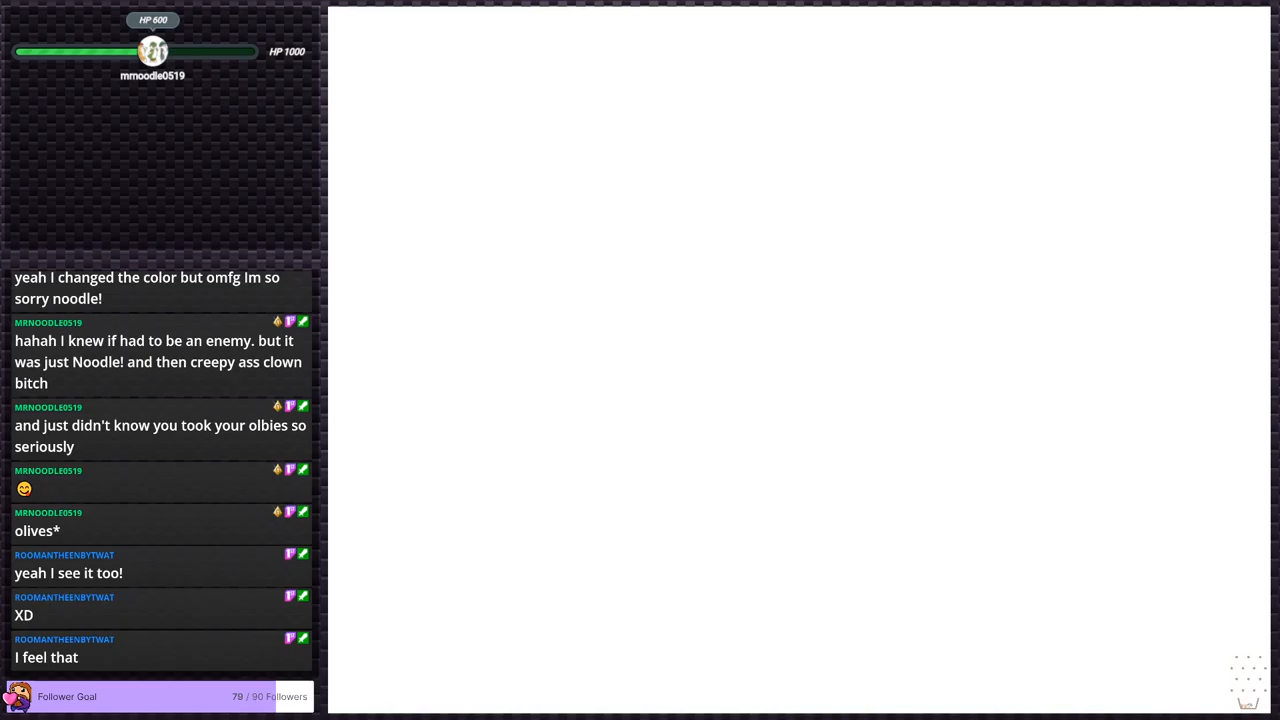 HP 600
HP 1000
mrnoodle0519
yeah I changed the color but omfg Im so
sorry noodle!
MRNOODLE0519
hahah I knew if had to be an enemy. but it
was just Noodle! and then creepy ass clown
bitch
MRNOODLE0519
and just didn't know you took your olbies so
seriously
MRNOODLE0519
😋
MRNOODLE0519
olives*
ROOMANTHEENBYTWAT
yeah I see it too!
ROOMANTHEENBYTWAT
XD
ROOMANTHEENBYTWAT
I feel that
Follower Goal 79 / 90 Followers